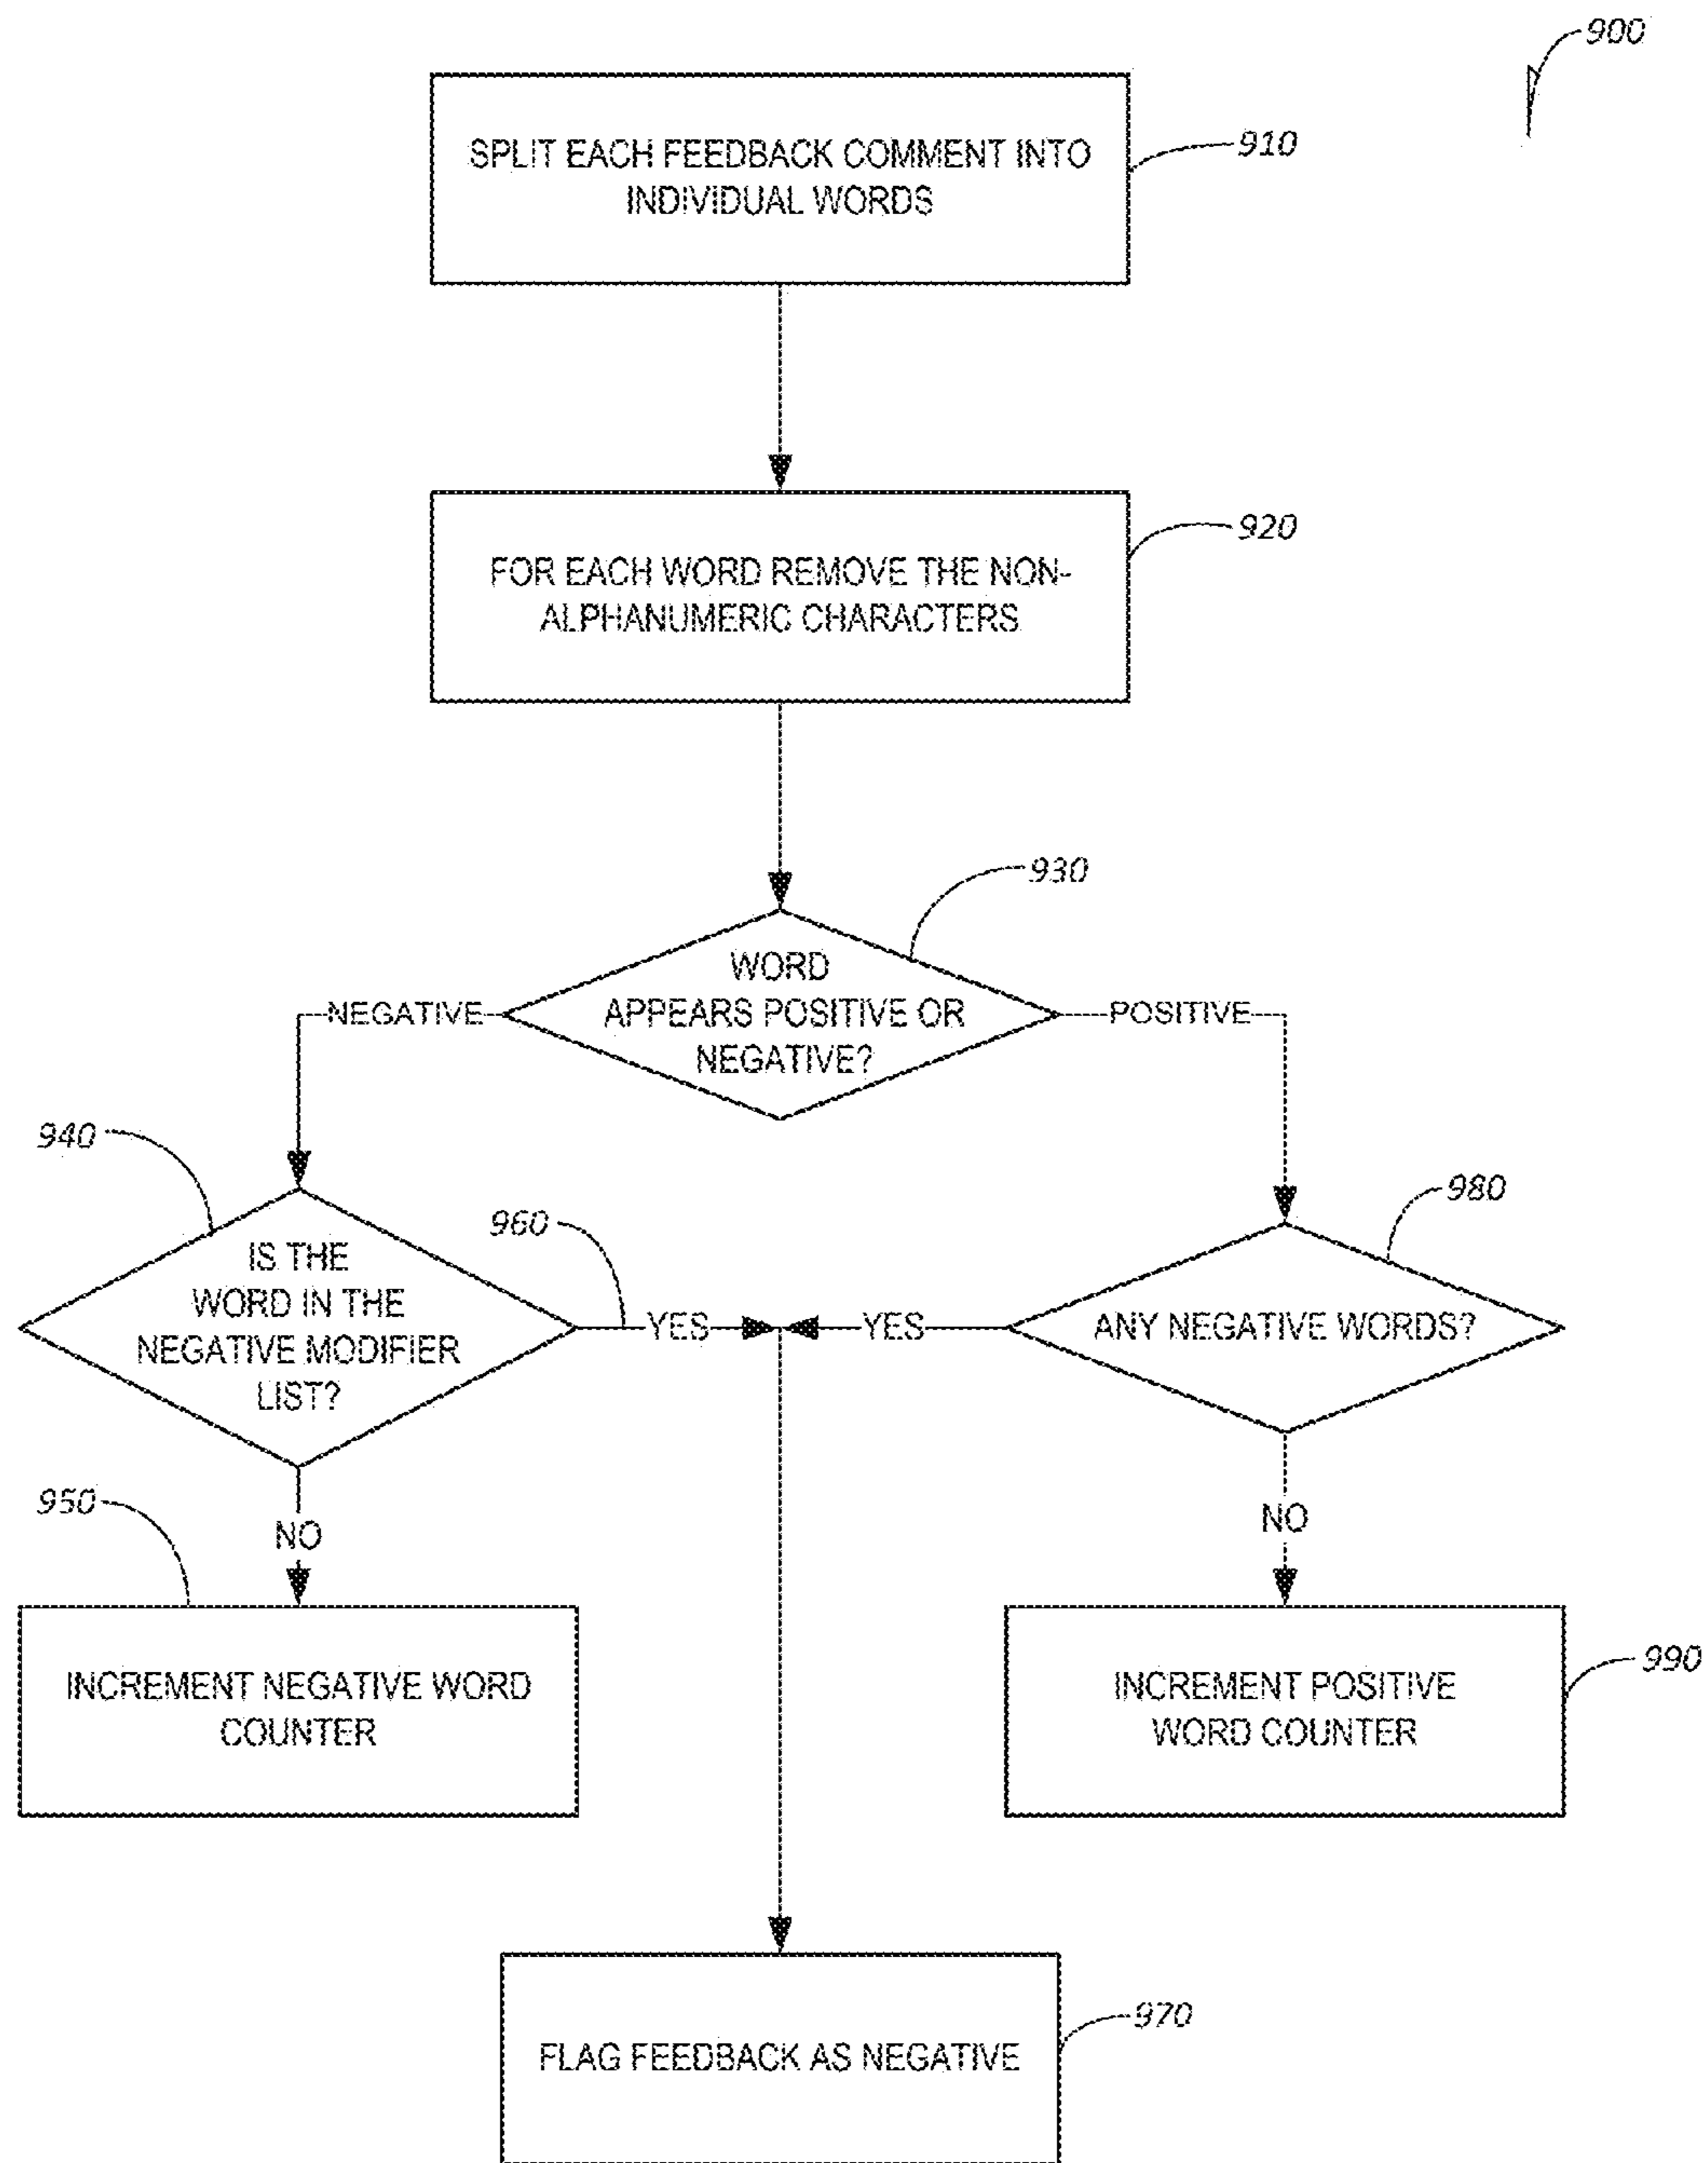 900
SPLIT EACH FEEDBACK COMMENT INTO
INDIVIDUAL WORDS
910
FOR EACH WORD REMOVE THE NON-
ALPHANUMERIC CHARACTERS
920
930
WORD
APPEARS POSITIVE OR
NEGATIVE?
NEGATIVE
POSITIVE
940
IS THE
WORD IN THE
NEGATIVE MODIFIER
LIST?
960
YES
YES
980
ANY NEGATIVE WORDS?
950
NO
NO
INCREMENT NEGATIVE WORD
COUNTER
INCREMENT POSITIVE
WORD COUNTER
990
FLAG FEEDBACK AS NEGATIVE
970